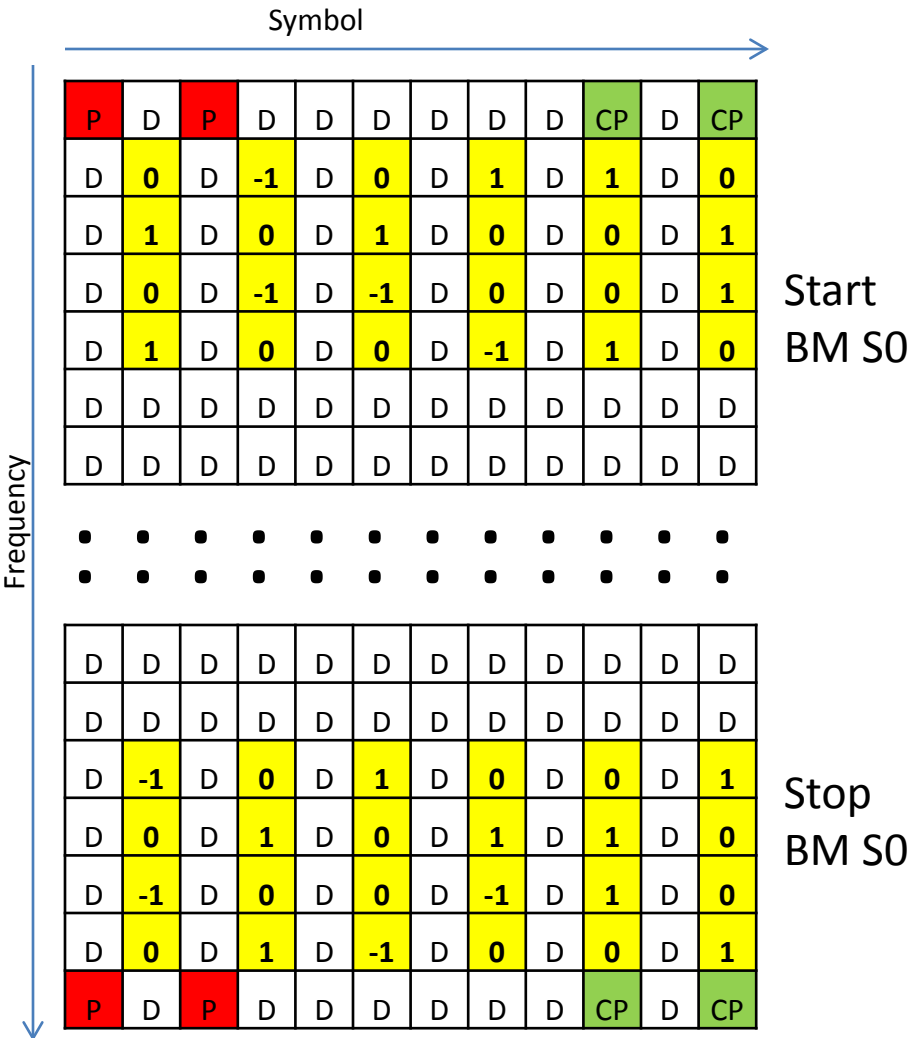 Symbol
Frequency
P D P D D D D D D CP D CP
D 0 D -1 D 0 D 1 D 1 D 0
D 1 D 0 D 1 D 0 D 0 D 1
D 0 D -1 D -1 D 0 D 0 D 1
D 1 D 0 D 0 D -1 D 1 D 0
D D D D D D D D D D D D
D D D D D D D D D D D D
Start
BM S0
D D D D D D D D D D D D
D D D D D D D D D D D D
D -1 D 0 D 1 D 0 D 0 D 1
D 0 D 1 D 0 D 1 D 1 D 0
D -1 D 0 D 0 D -1 D 1 D 0
D 0 D 1 D -1 D 0 D 0 D 1
P D P D D D D D D CP D CP
Stop
BM S0